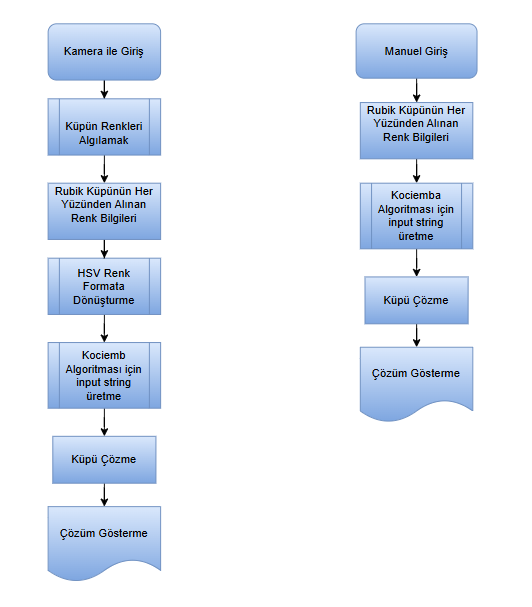 Kamera ile Giriş
Küpün Renkleri
Algılamak
Rubik Küpünün Her
Yüzünden Alınan
Renk Bilgileri
HSV Renk
Formata
Dönüştürme
Kociemb
Algoritması için
input string
üretme
Küpü Çözme
Çözüm Gösterme
Manuel Giriş
Rubik Küpünün Her
Yüzünden Alınan
Renk Bilgileri
Kociemba
Algoritması için
input string
üretme
Küpü Çözme
Çözüm Gösterme